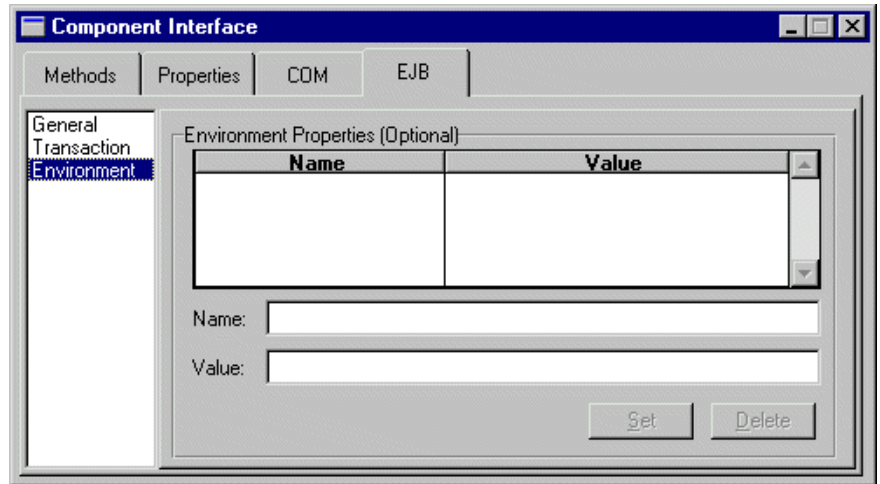 Component Interface
Methods Properties COM EJB
General
Transaction
Environment
Environment Properties (Optional)
Name Value
Name:
Value:
Set Delete